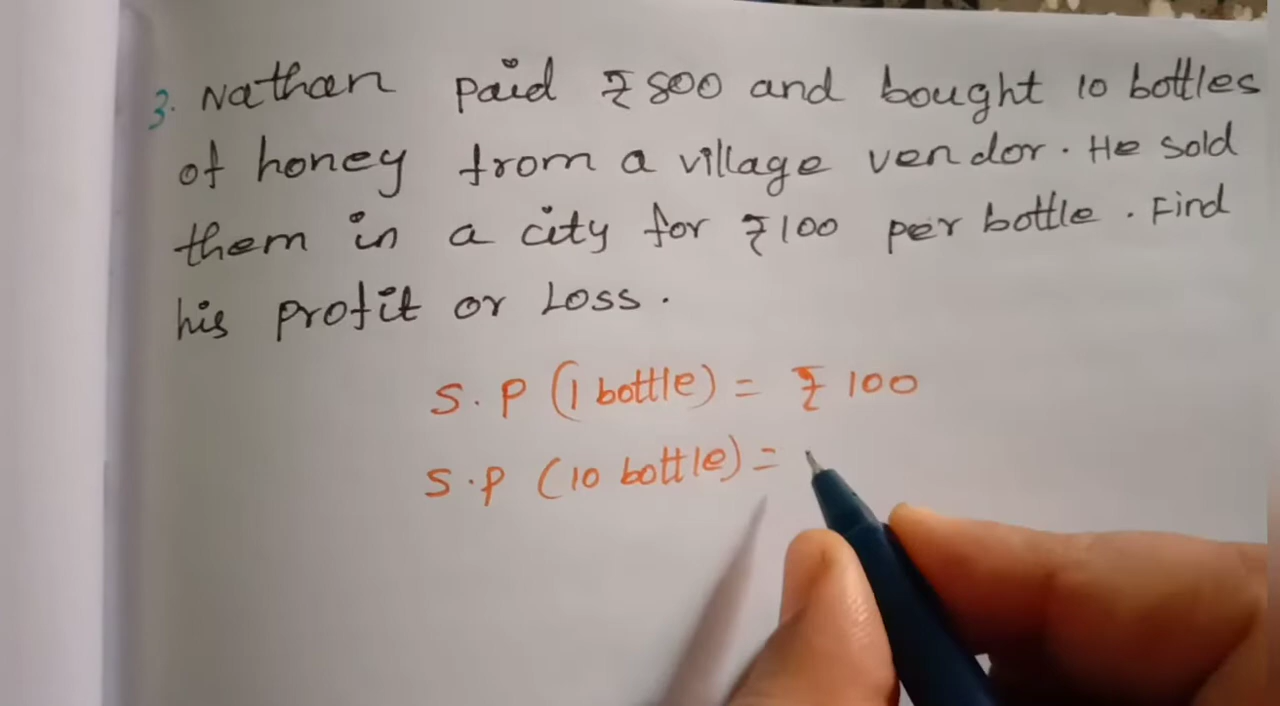 3. Nathan paid ₹800 and bought 10 bottles
of honey from a village vendor. He sold
them in a city for ₹100 per bottle. Find
his profit or Loss.
S.P (1 bottle) = ₹ 100
S.P (10 bottle) =